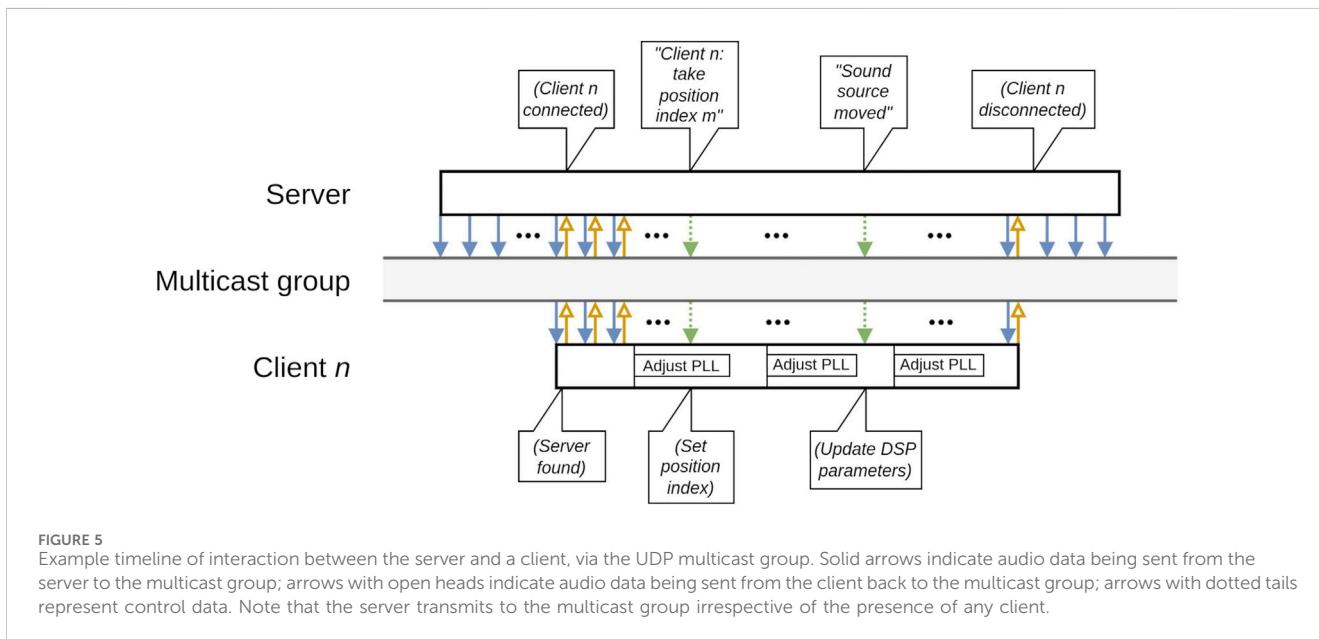 (Client n
connected)
"Client n:
take
position
index m"
"Sound
source
moved"
(Client n
disconnected)
Server
•••
•••
•••
•••
Multicast group
•••
•••
•••
Client n
Adjust PLL
Adjust PLL
Adjust PLL
(Server
found)
(Set
position
index)
(Update DSP
parameters)
FIGURE 5
Example timeline of interaction between the server and a client, via the UDP multicast group. Solid arrows indicate audio data being sent from the
server to the multicast group; arrows with open heads indicate audio data being sent from the client back to the multicast group; arrows with dotted tails
represent control data. Note that the server transmits to the multicast group irrespective of the presence of any client.